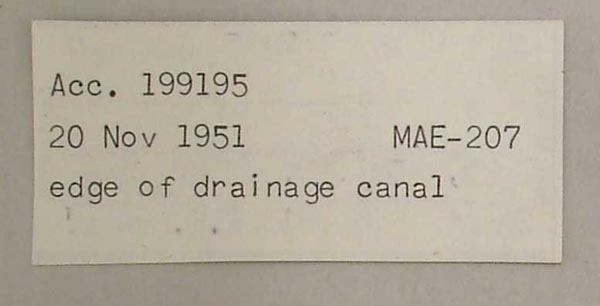 Acc. 199195
20 Nov 1951 MAE-207
edge of drainage canal